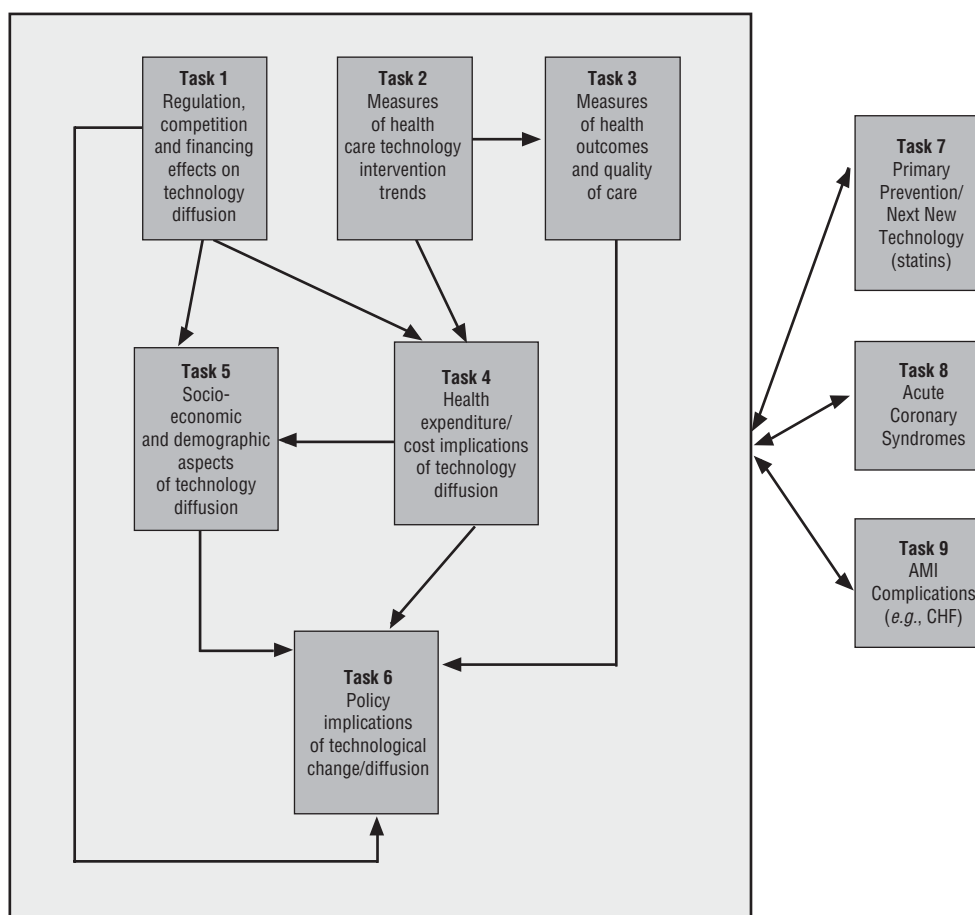 Task 1
Regulation,
competition
and financing
effects on
technology
diffusion
Task 2
Measures
of health
care technology
intervention
trends
Task 3
Measures
of health
outcomes
and quality
of care
Task 5
Socio-
economic
and demographic
aspects
of technology
diffusion
Task 4
Health
expenditure/
cost implications
of technology
diffusion
Task 6
Policy
implications
of technological
change/diffusion
Task 7
Primary
Prevention/
Next New
Technology
(statins)
Task 8
Acute
Coronary
Syndromes
Task 9
AMI
Complications
(e.g., CHF)